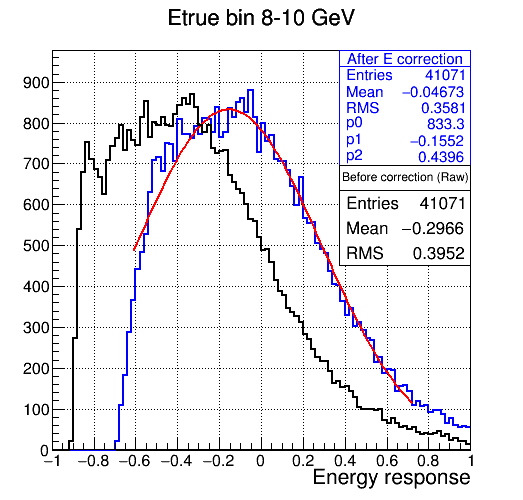 Etrue bin 8-10 GeV
After E correction
Entries 41071
Mean −0.04673
RMS 0.3581
p0 833.3
p1 −0.1552
p2 0.4396
Before correction (Raw)
Entries 41071
Mean −0.2966
RMS 0.3952
900
800
700
600
500
400
300
200
100
0
−1 −0.8 −0.6 −0.4 −0.2 0 0.2 0.4 0.6 0.8 1
Energy response